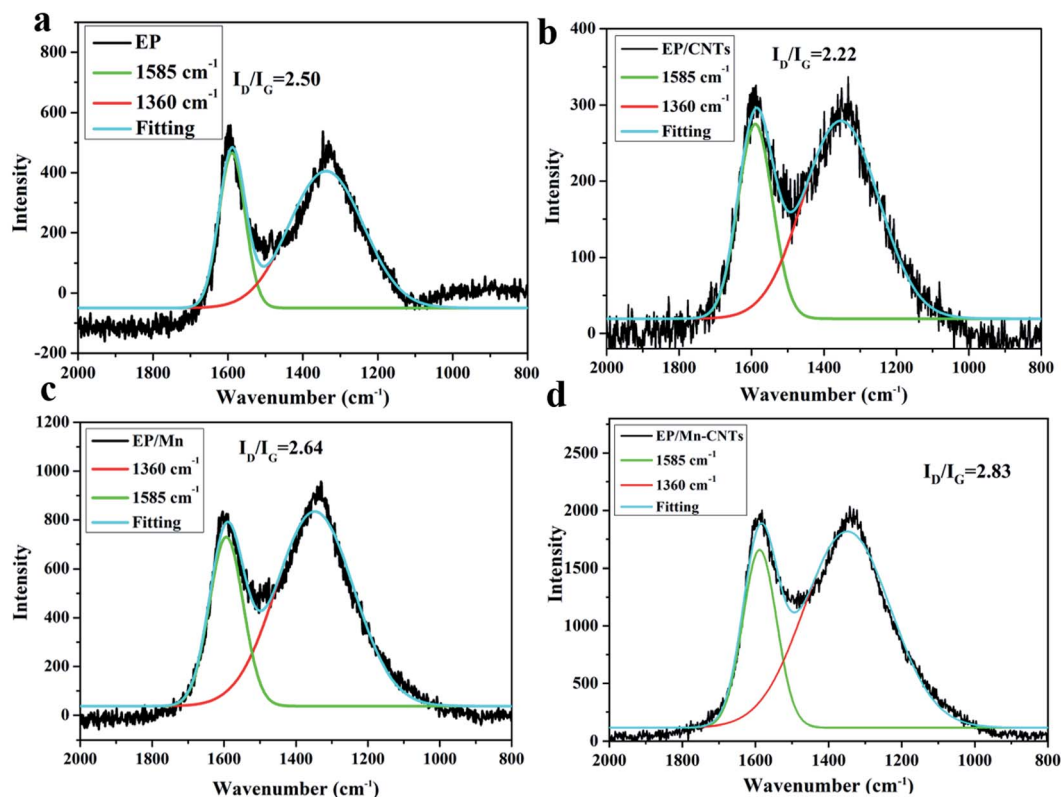 a
EP
1585 cm⁻¹
1360 cm⁻¹
Fitting
I_D/I_G=2.50
800
600
400
200
0
-200
Intensity
2000 1800 1600 1400 1200 1000 800
Wavenumber (cm⁻¹)
b
EP/CNTs
1585 cm⁻¹
1360 cm⁻¹
Fitting
I_D/I_G=2.22
400
300
200
100
0
Intensity
2000 1800 1600 1400 1200 1000 800
Wavenumber (cm⁻¹)
c
EP/Mn
1360 cm⁻¹
1585 cm⁻¹
Fitting
I_D/I_G=2.64
1200
1000
800
600
400
200
0
Intensity
2000 1800 1600 1400 1200 1000 800
Wavenumber (cm⁻¹)
d
EP/Mn-CNTs
1585 cm⁻¹
1360 cm⁻¹
Fitting
I_D/I_G=2.83
2500
2000
1500
1000
500
0
Intensity
2000 1800 1600 1400 1200 1000 800
Wavenumber (cm⁻¹)